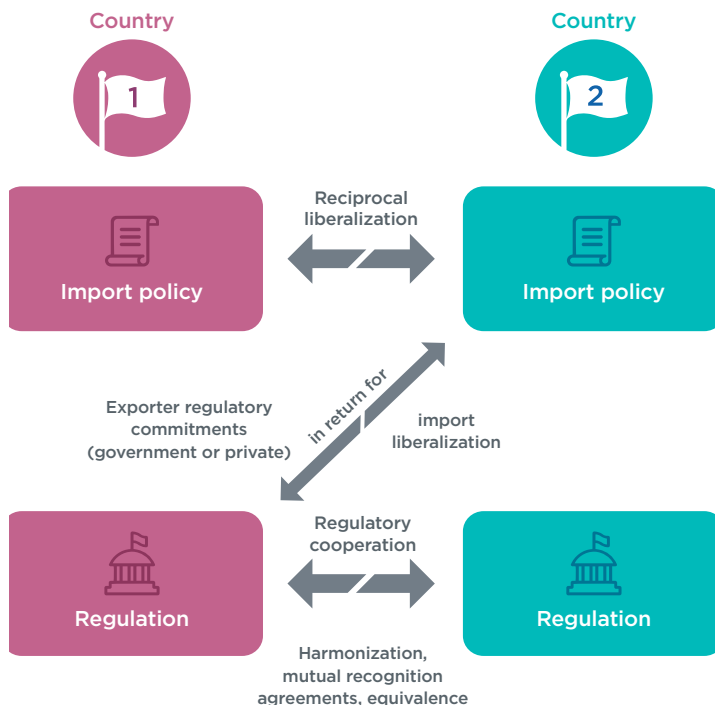 Country
Country
1
2
Reciprocal
liberalization
Import policy
Import policy
in return for
Exporter regulatory
commitments
(government or private)
import
liberalization
Regulatory
cooperation
Regulation
Regulation
Harmonization,
mutual recognition
agreements, equivalence